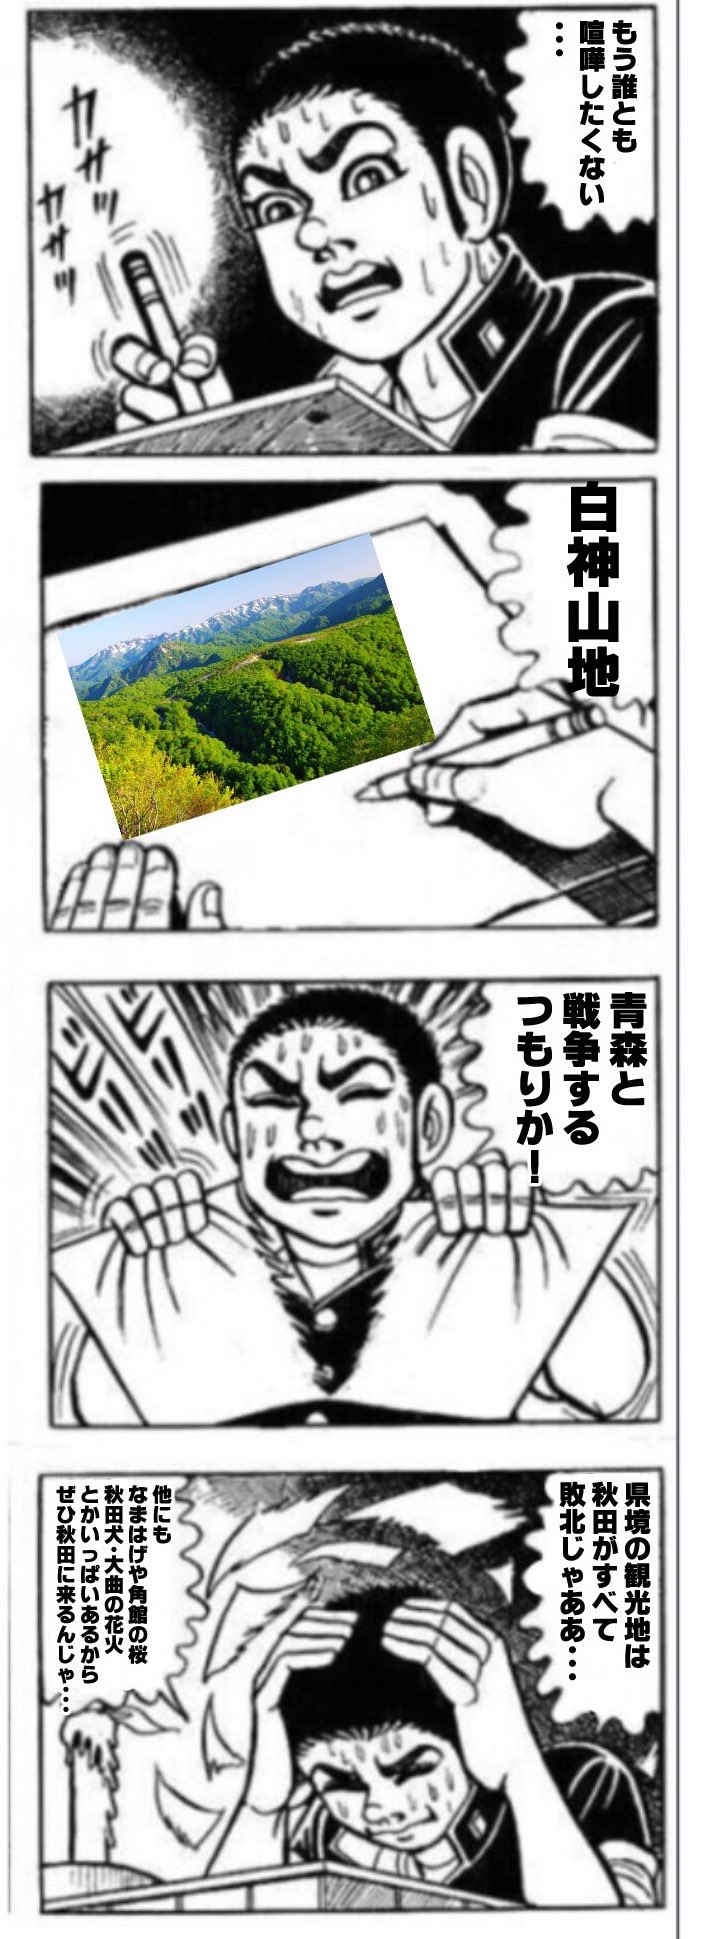 もう誰とも
喧嘩したくない
…
カサッ
カサッ
白神山地
青森と
戦争する
つもりか！
県境の観光地は
秋田がすべて
敗北じゃああ…
他にも
なまはげや角館の桜
秋田犬・大曲の花火
とかいっぱいあるから
ぜひ秋田に来るんじゃ…